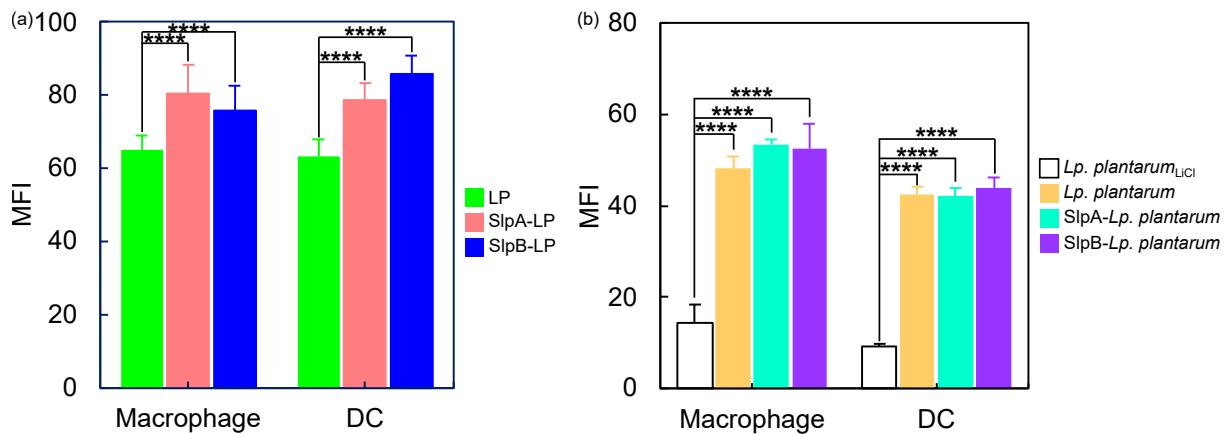 (a)
MFI
100
80
60
40
20
0
****
****
****
****
Macrophage
DC
LP
SlpA-LP
SlpB-LP
(b)
MFI
80
60
40
20
0
****
****
****
****
****
****
Macrophage
DC
Lp. plantarumLiCl
Lp. plantarum
SlpA-Lp. plantarum
SlpB-Lp. plantarum